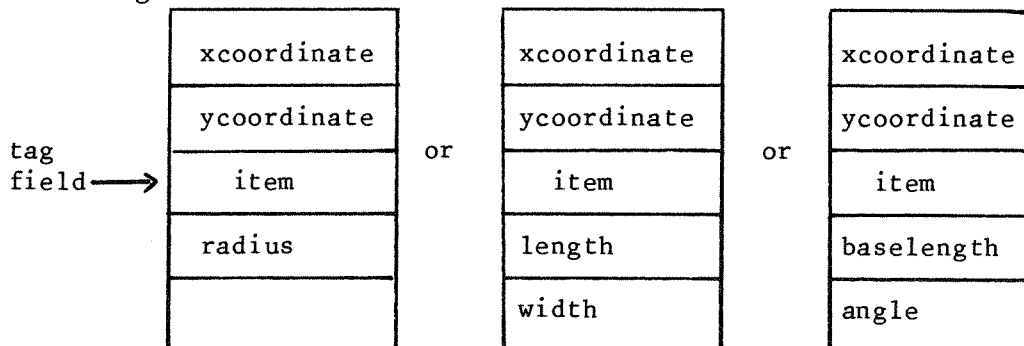 xcoordinate xcoordinate xcoordinate
ycoordinate ycoordinate ycoordinate
tag or or
field item item item
radius length baselength
width angle